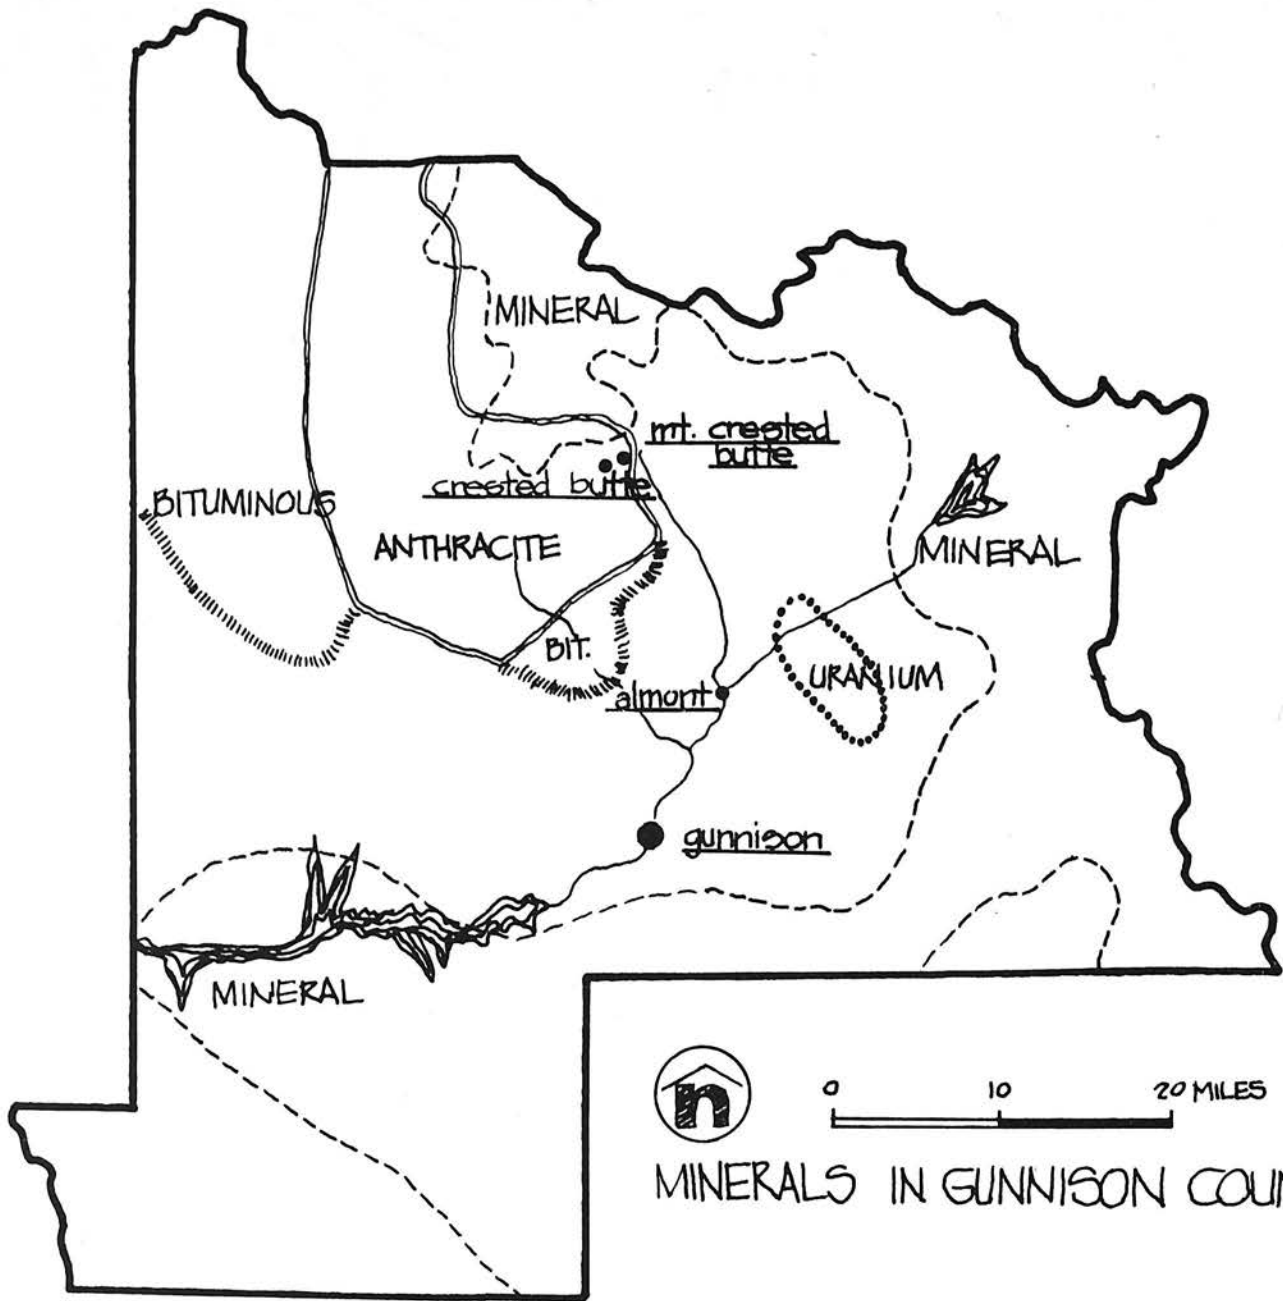 MINERAL
mt. crested
butte
crested butte
BITUMINOUS
ANTHRACITE
MINERAL
BIT.
URANIUM
almont
gunnison
MINERAL
n
0 10 20 MILES
MINERALS IN GUNNISON